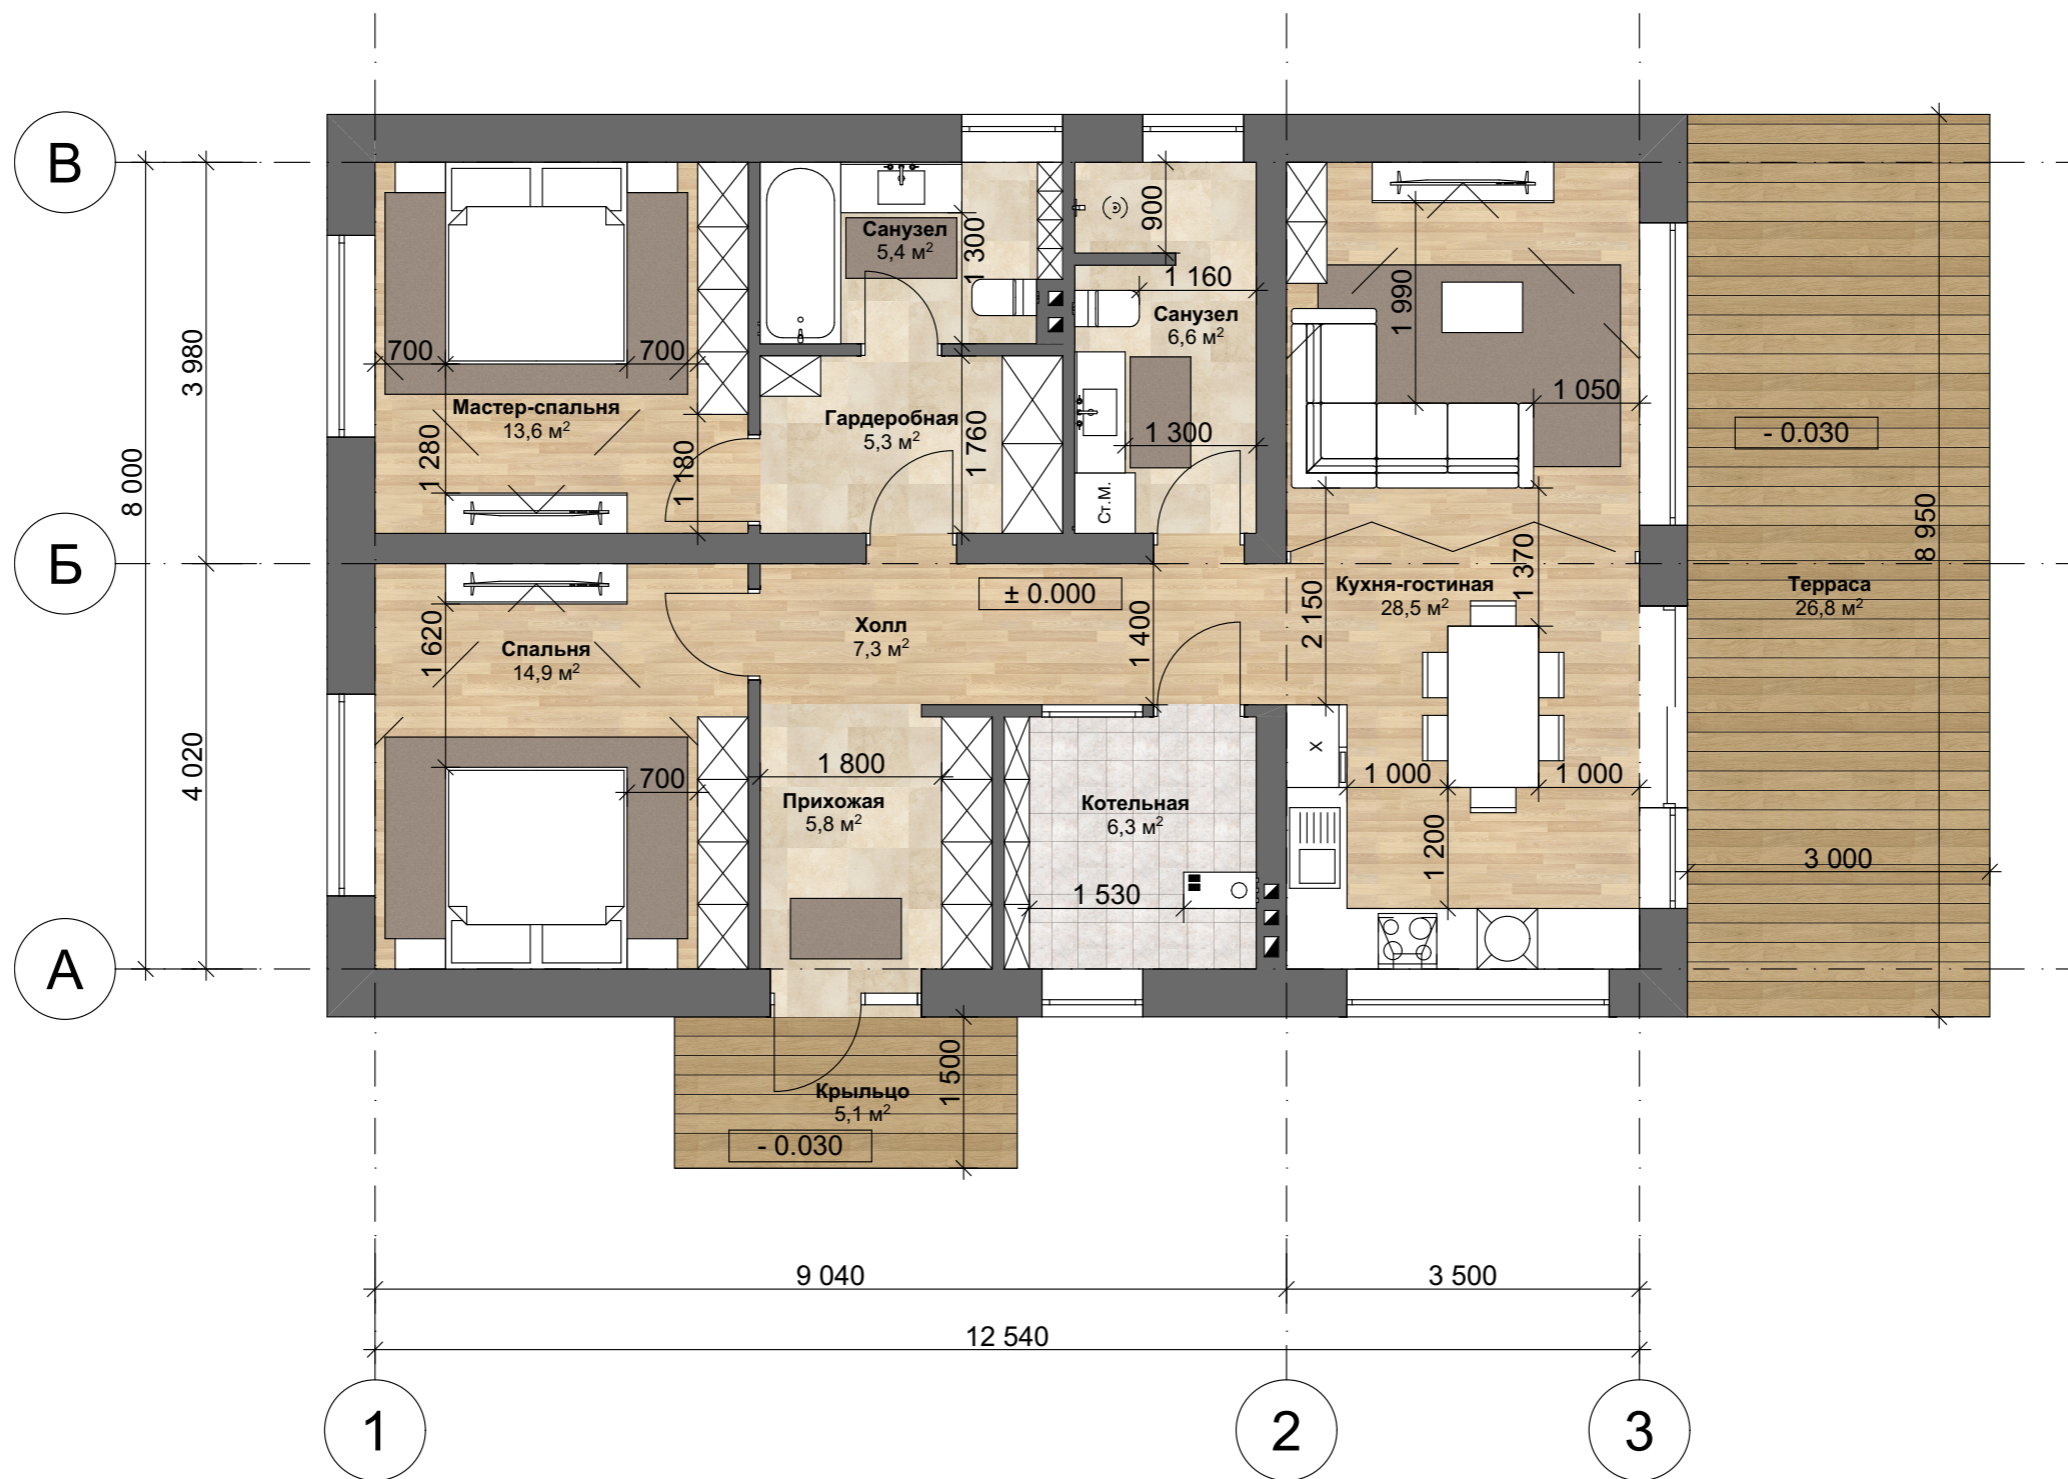 В
Б
А
8 000
3 980
4 020
700
700
Мастер-спальня
13,6 м²
1 280
1 180
Санузел
5,4 м²
1 300
Гардеробная
5,3 м²
1 760
900
1 160
Санузел
6,6 м²
1 300
Ст.М.
1 990
1 050
- 0.030
8 950
± 0.000
Кухня-гостиная
28,5 м²
1 370
2 150
Терраса
26,8 м²
1 620
Спальня
14,9 м²
700
Холл
7,3 м²
1 400
1 800
Прихожая
5,8 м²
Котельная
6,3 м²
1 530
X
1 000
1 000
1 200
3 000
1 500
Крыльцо
5,1 м²
- 0.030
9 040
3 500
12 540
1
2
3